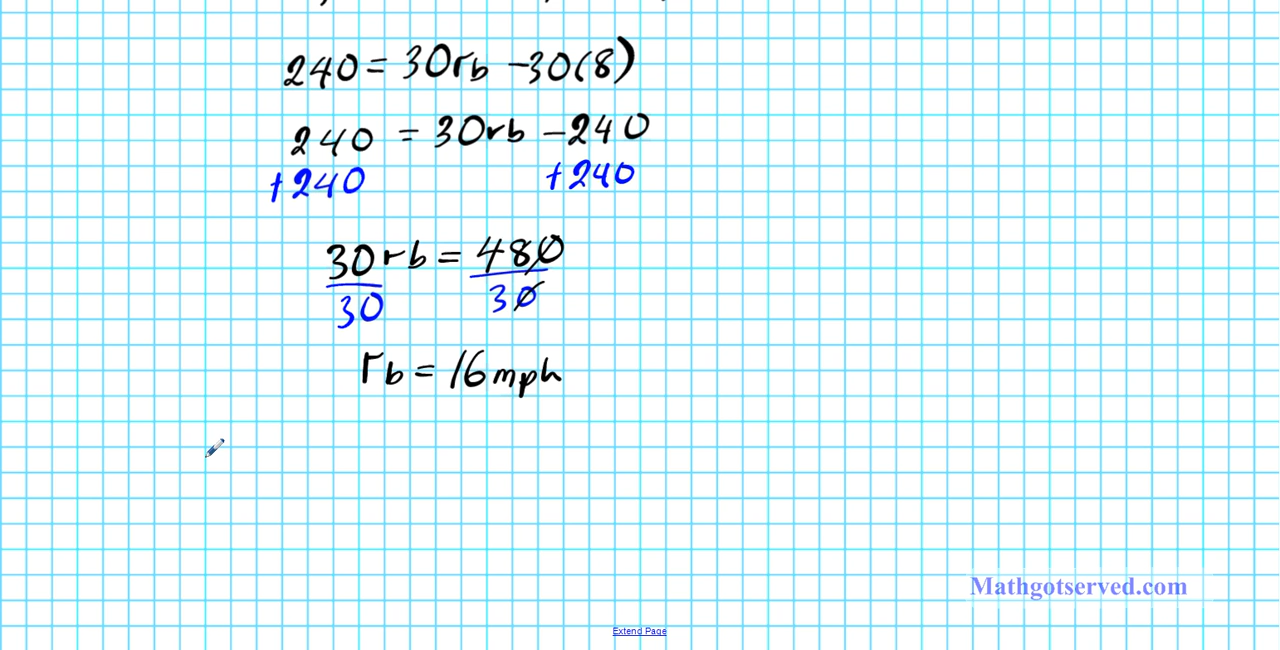 240 = 30rb -30(8)
240 = 30rb -240
+240 +240
30rb = 480
30 30
rb = 16mph
Mathgotserved.com
Extend Page